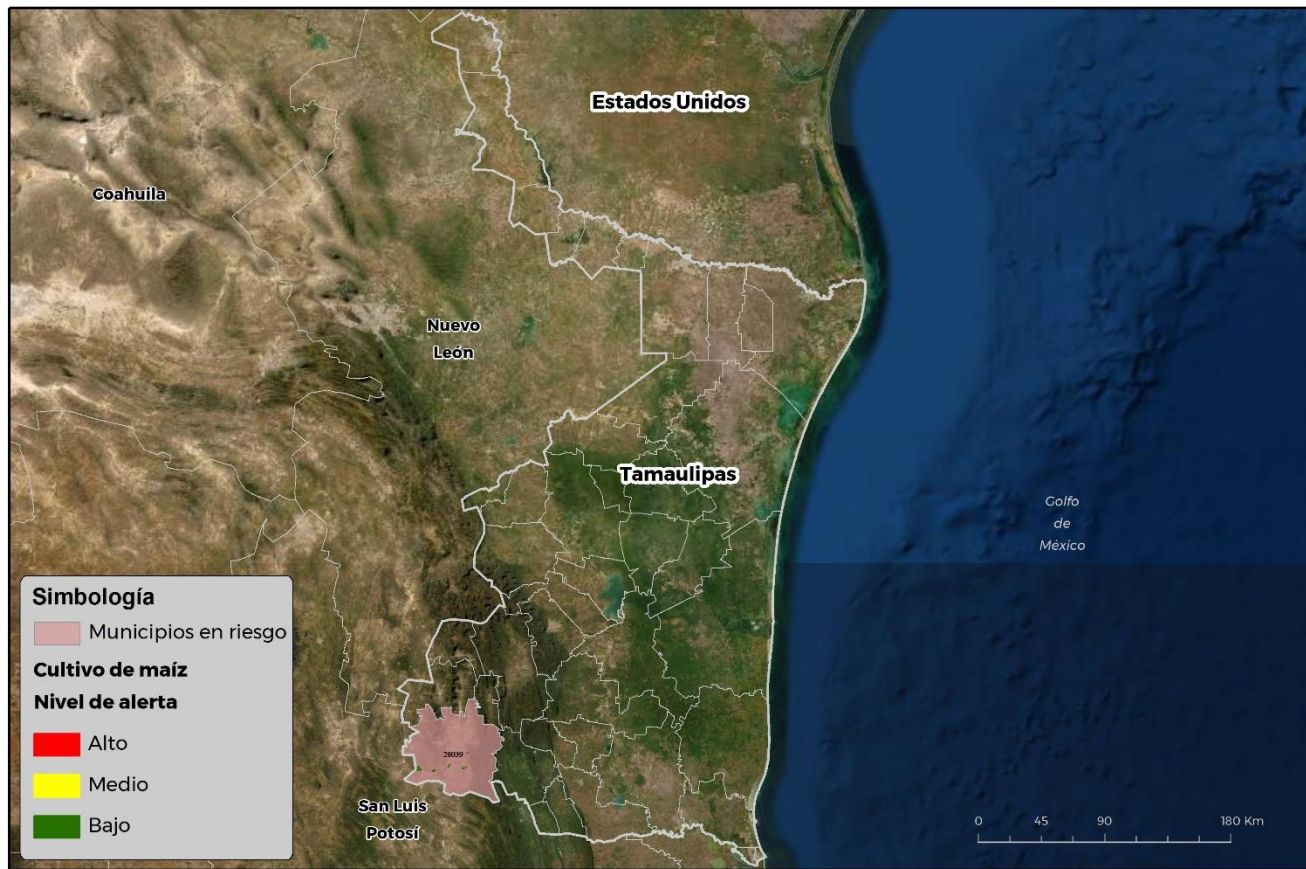 Estados Unidos
Coahuila
Nuevo
León
Tamaulipas
Golfo
de
México
Simbología
Municipios en riesgo
Cultivo de maíz
Nivel de alerta
Alto
Medio
Bajo
28039
San Luis
Potosí
0 45 90 180 Km